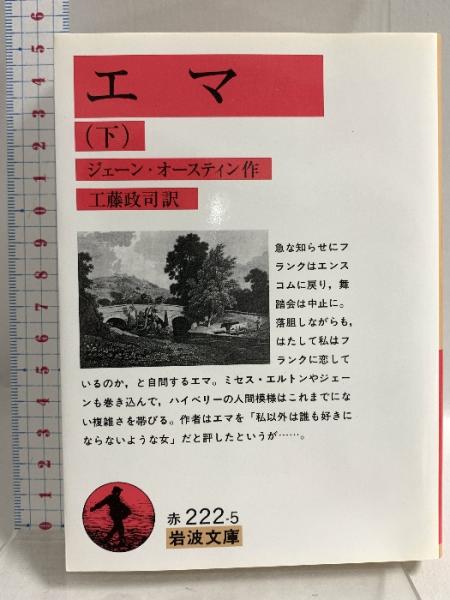 エマ
(下)
ジェーン・オースティン作
工藤政司訳
急な知らせにフ
ランクはエンス
コムに戻り，舞
踏会は中止に。
落胆しながらも，
はたして私はフ
ランクに恋して
いるのか，と自問するエマ。ミセス・エルトンやジェー
ンも巻き込んで，ハイベリーの人間模様はこれまでにな
い複雑さを帯びる。作者はエマを「私以外は誰も好きに
ならないような女」だと評したというが……。
赤 222-5
岩波文庫